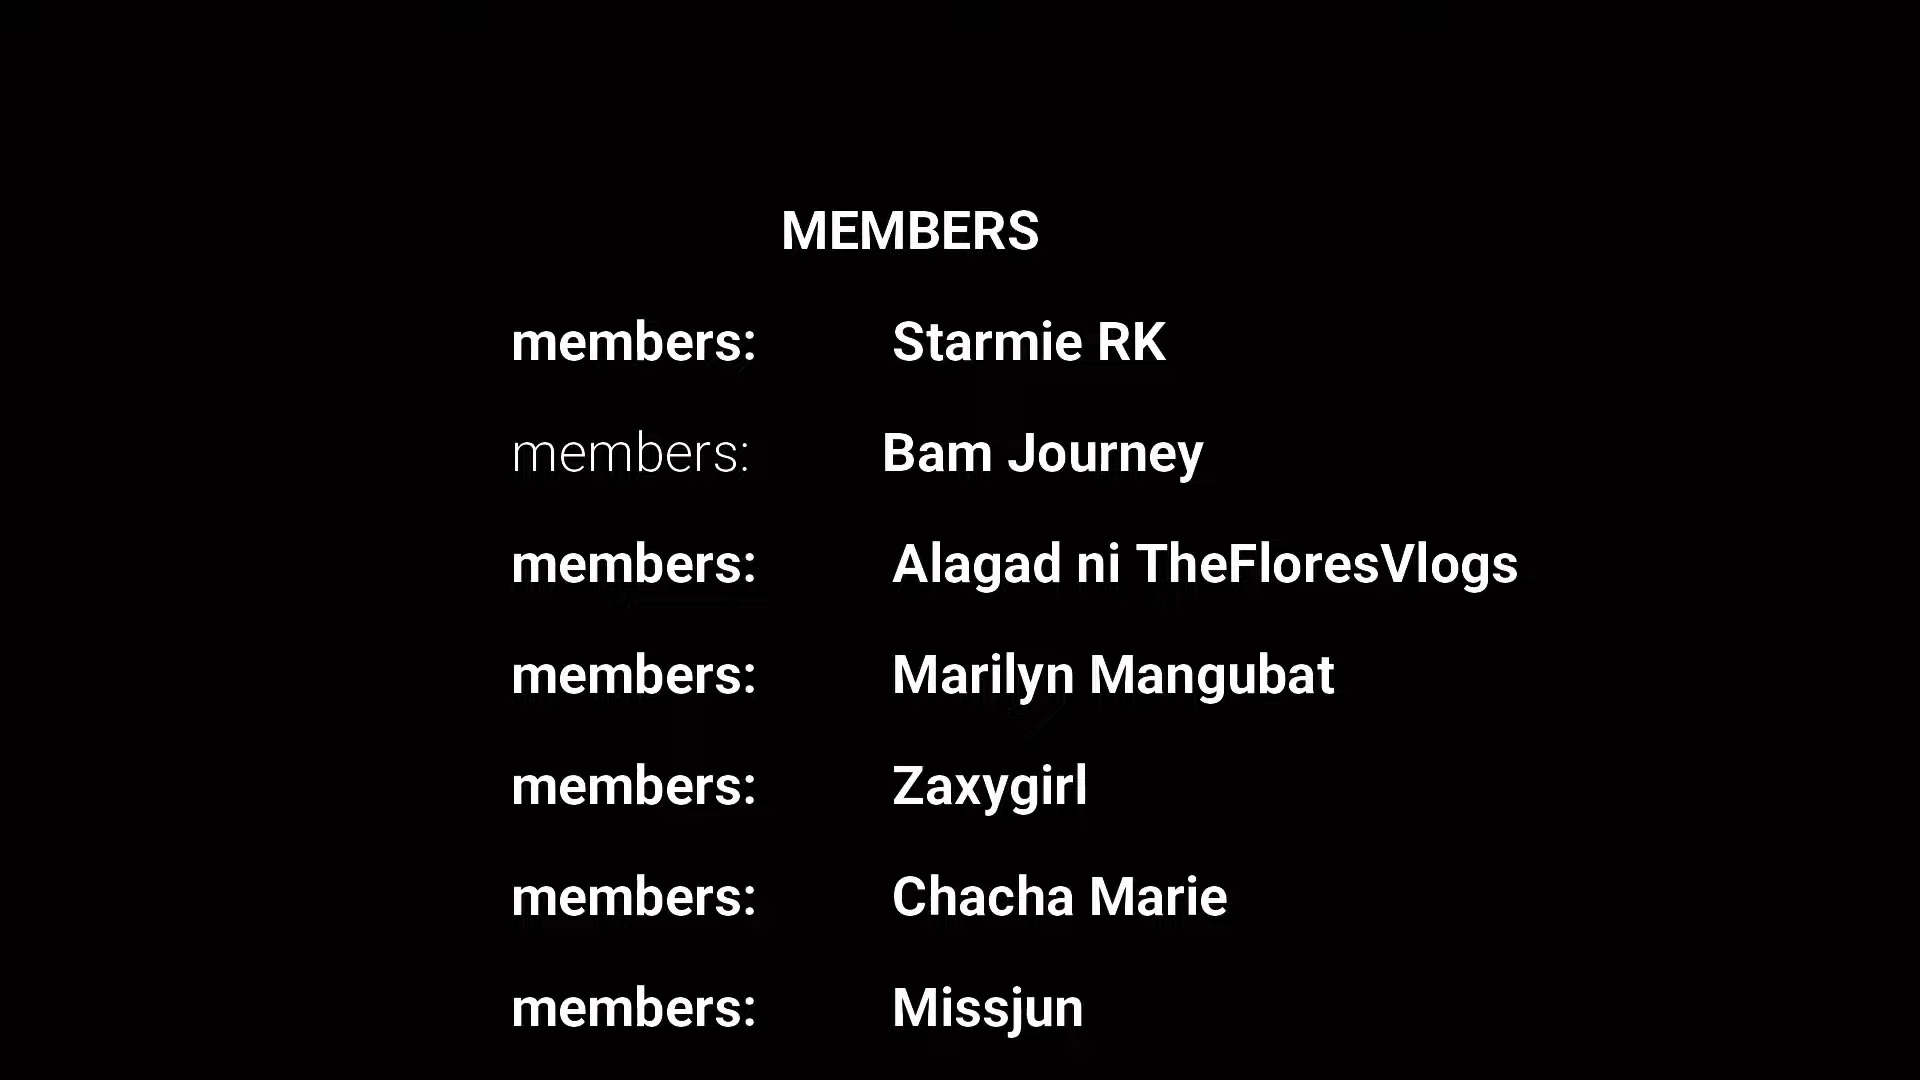 MEMBERS
members: Starmie RK
members: Bam Journey
members: Alagad ni TheFloresVlogs
members: Marilyn Mangubat
members: Zaxygirl
members: Chacha Marie
members: Missjun